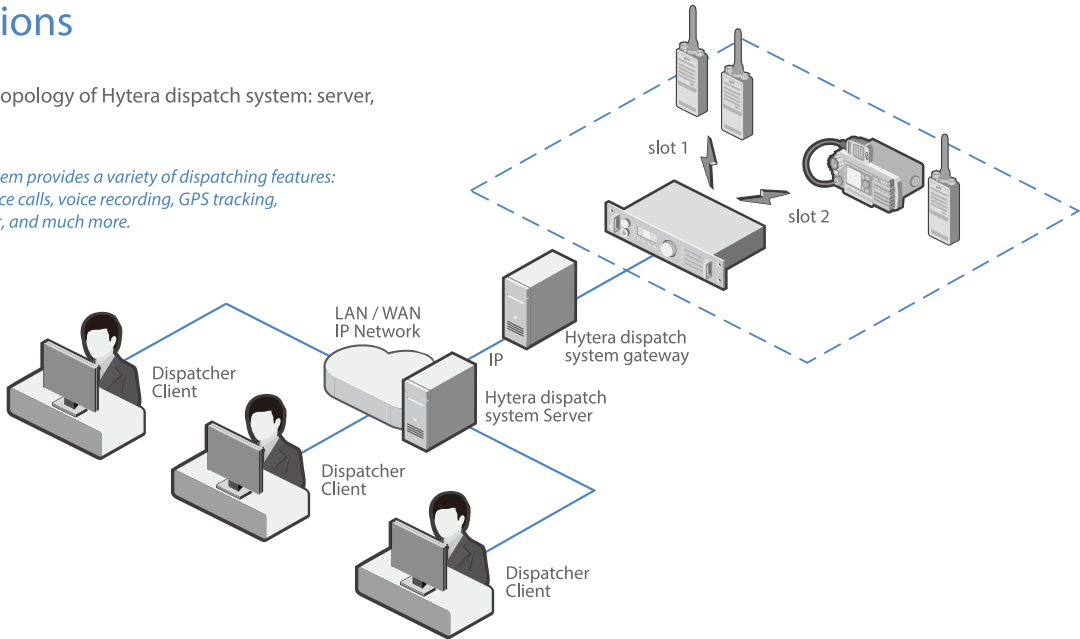 ions
opology of Hytera dispatch system: server,
em provides a variety of dispatching features:
ce calls, voice recording, GPS tracking,
, and much more.
slot 1
slot 2
LAN / WAN
IP Network
IP
Hytera dispatch
system gateway
Hytera dispatch
system Server
Dispatcher
Client
Dispatcher
Client
Dispatcher
Client